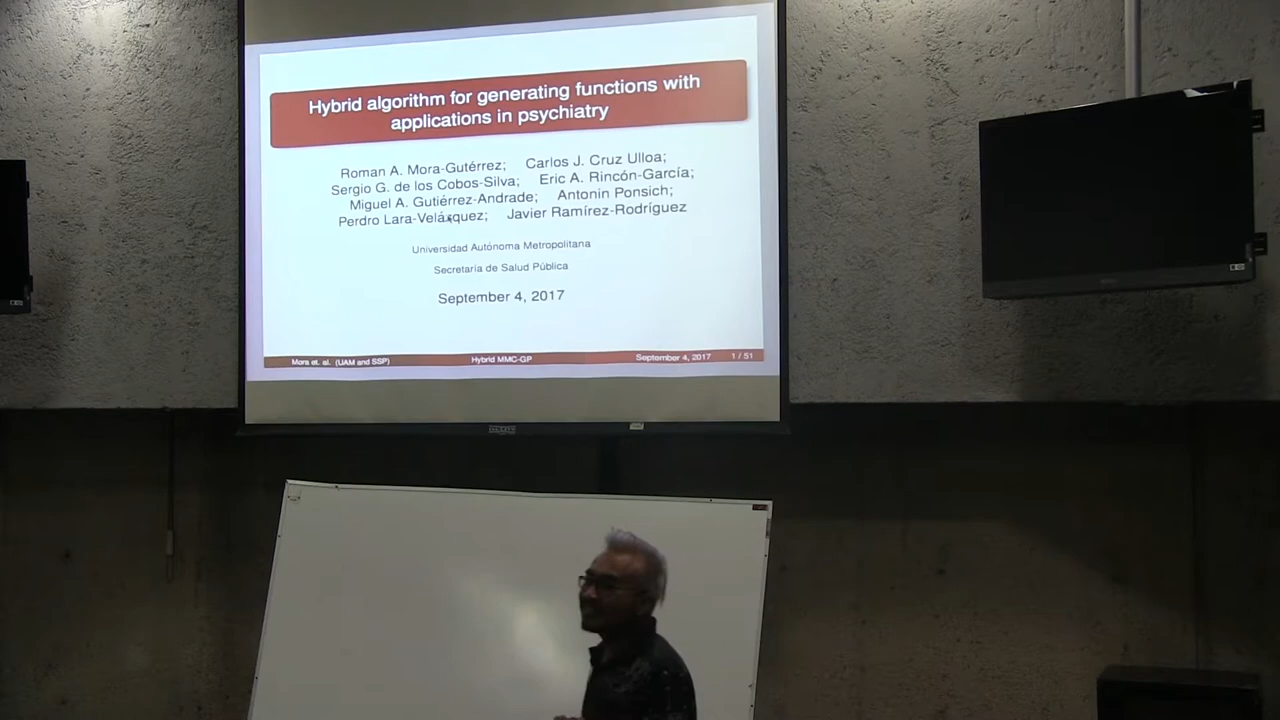 Hybrid algorithm for generating functions with
applications in psychiatry
Roman A. Mora-Gutérrez; Carlos J. Cruz Ulloa;
Sergio G. de los Cobos-Silva; Eric A. Rincón-García;
Miguel A. Gutiérrez-Andrade; Antonin Ponsich;
Perdro Lara-Velázquez; Javier Ramírez-Rodríguez
Universidad Autónoma Metropolitana
Secretaría de Salud Pública
September 4, 2017
Mora et. al. (UAM and SSP) Hybrid MMC-GP September 4, 2017 1 / 51